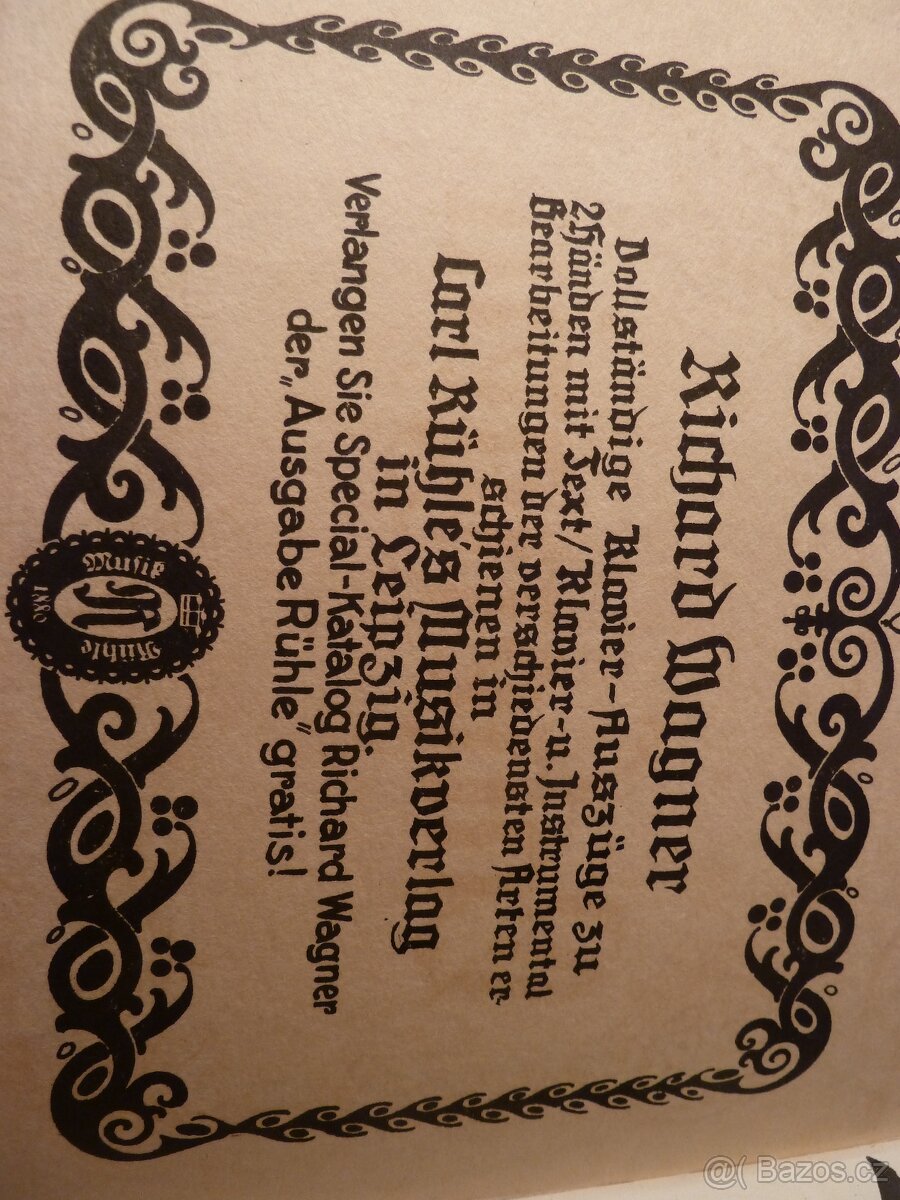 Richard Wagner
Vollständige Klavier-Auszüge zu
2 Händen mit Text/Klavier-u. Instrumental
Bearbeitungen der verschiedensten Arten er
schienen in
Carl Rühle's Musikverlag
in Leipzig.
Verlangen Sie Special-Katalog Richard Wagner
der „Ausgabe Rühle" gratis!
Musik
Rühle
1880
@( Bazos.cz